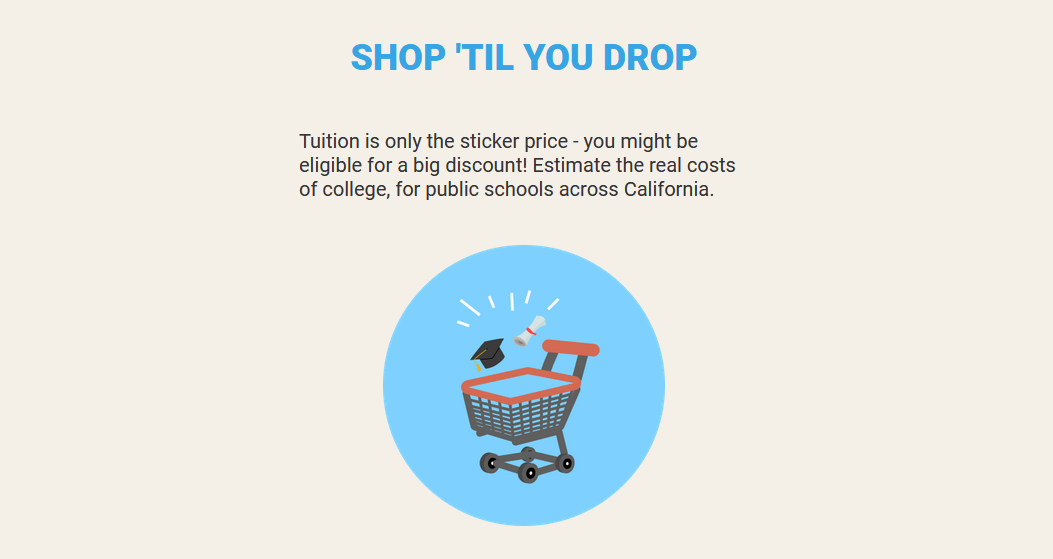 SHOP 'TIL YOU DROP
Tuition is only the sticker price - you might be
eligible for a big discount! Estimate the real costs
of college, for public schools across California.